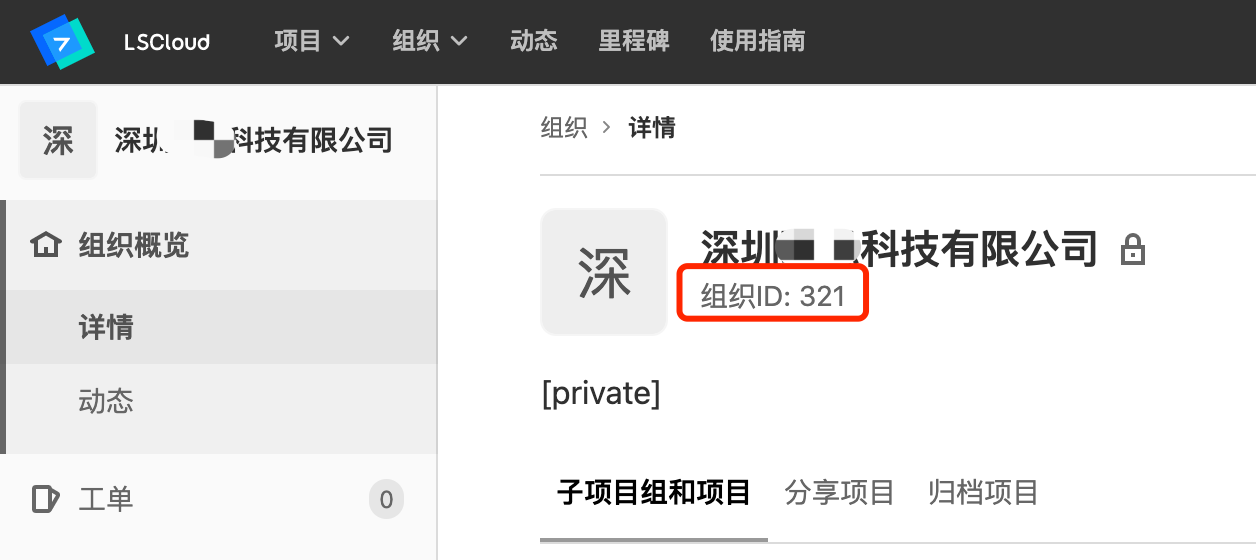 LSCloud 项目 组织 动态 里程碑 使用指南
深 深圳 科技有限公司
组织 > 详情
组织概览
深
深圳 科技有限公司
组织ID: 321
详情
[private]
动态
子项目组和项目 分享项目 归档项目
工单 0